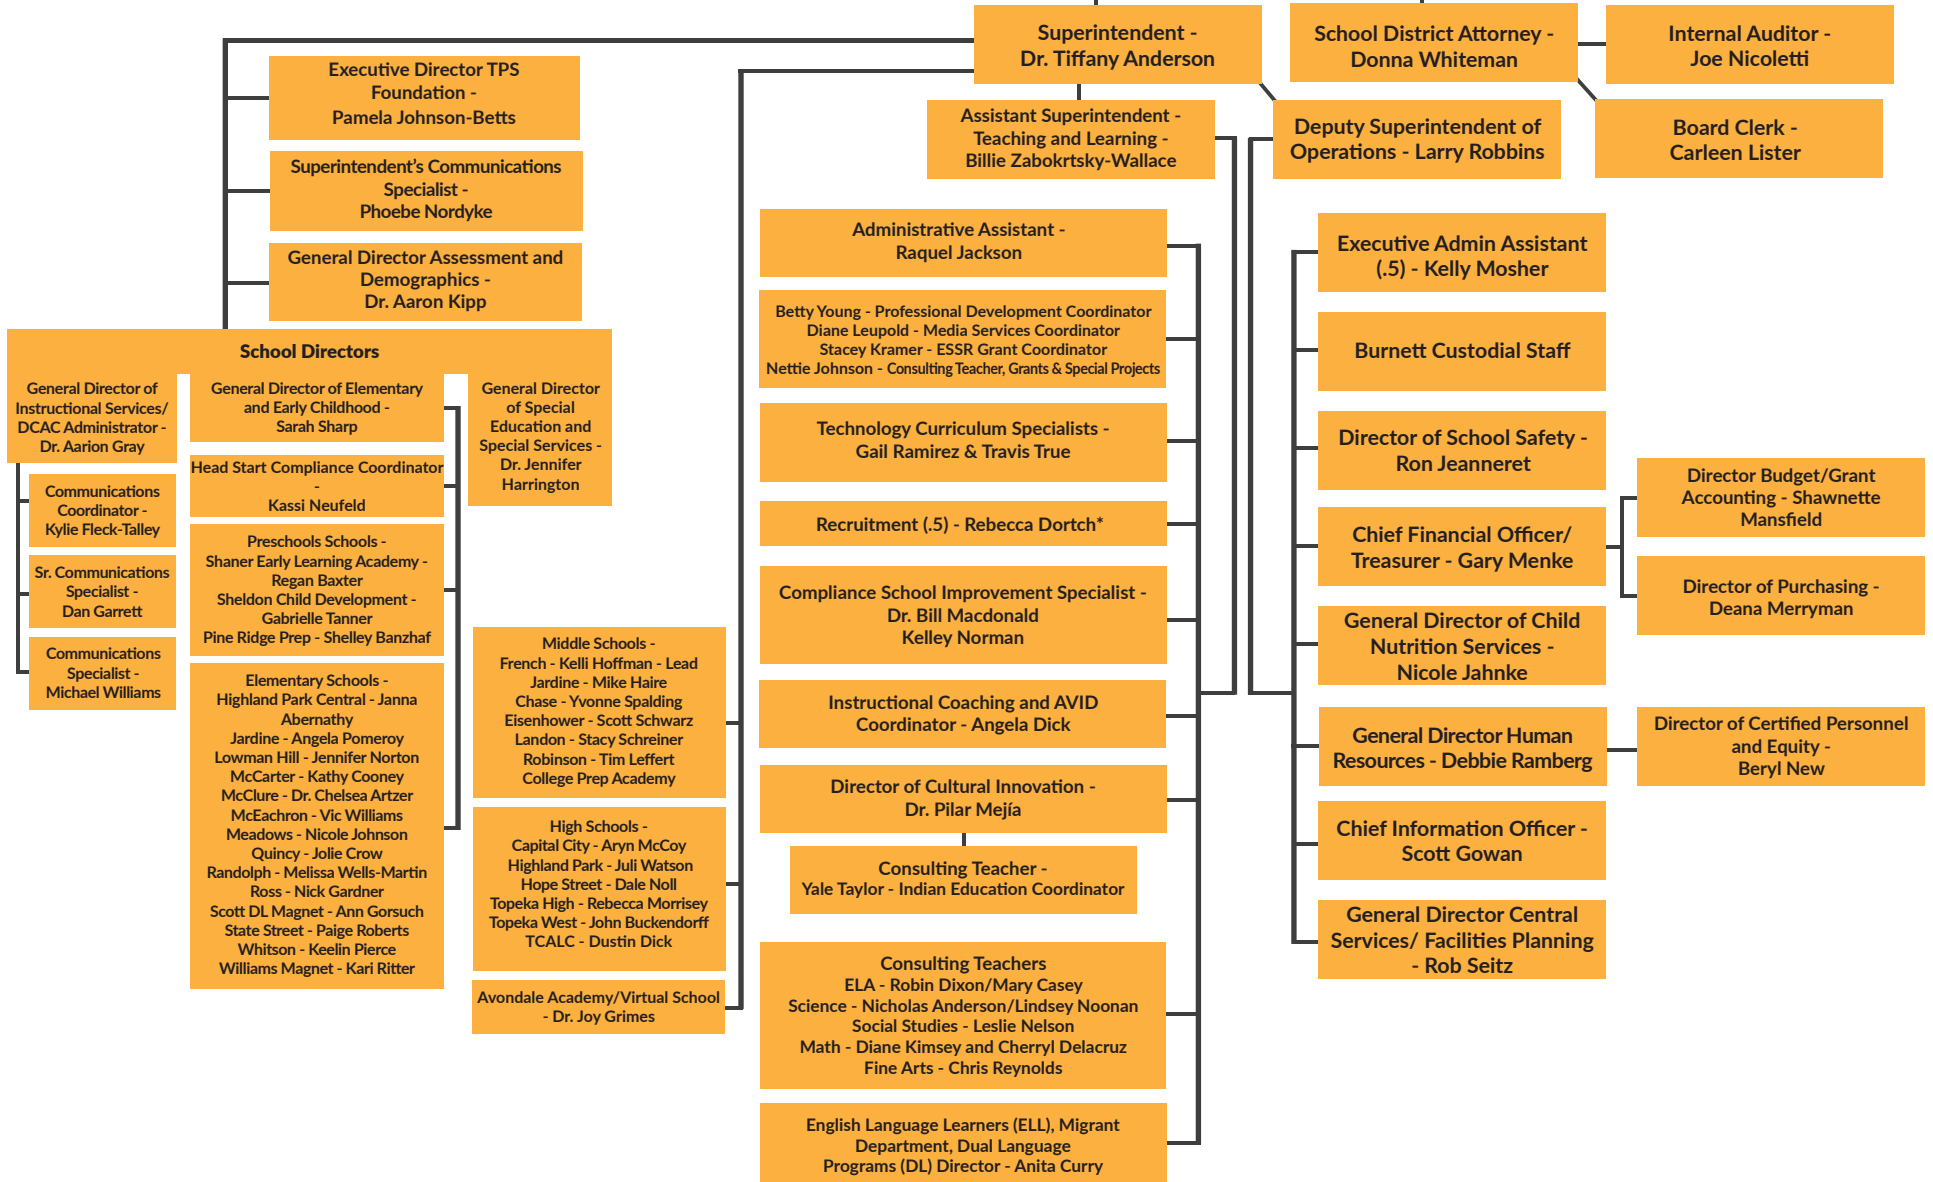 Superintendent -
Dr. Tiffany Anderson
School District Attorney -
Donna Whiteman
Internal Auditor -
Joe Nicoletti
Executive Director TPS
Foundation -
Pamela Johnson-Betts
Assistant Superintendent -
Teaching and Learning -
Billie Zabokrtsky-Wallace
Deputy Superintendent of
Operations - Larry Robbins
Board Clerk -
Carleen Lister
Superintendent’s Communications
Specialist -
Phoebe Nordyke
General Director Assessment and
Demographics -
Dr. Aaron Kipp
School Directors
General Director of
Instructional Services/
DCAC Administrator -
Dr. Aarion Gray
Communications
Coordinator -
Kylie Fleck-Talley
Sr. Communications
Specialist -
Dan Garrett
Communications
Specialist -
Michael Williams
General Director of Elementary
and Early Childhood -
Sarah Sharp
Head Start Compliance Coordinator
-
Kassi Neufeld
Preschools Schools -
Shaner Early Learning Academy -
Regan Baxter
Sheldon Child Development -
Gabrielle Tanner
Pine Ridge Prep - Shelley Banzhaf
Elementary Schools -
Highland Park Central - Janna
Abernathy
Jardine - Angela Pomeroy
Lowman Hill - Jennifer Norton
McCarter - Kathy Cooney
McClure - Dr. Chelsea Artzer
McEachron - Vic Williams
Meadows - Nicole Johnson
Quincy - Jolie Crow
Randolph - Melissa Wells-Martin
Ross - Nick Gardner
Scott DL Magnet - Ann Gorsuch
State Street - Paige Roberts
Whitson - Keelin Pierce
Williams Magnet - Kari Ritter
General Director
of Special
Education and
Special Services -
Dr. Jennifer
Harrington
Middle Schools -
French - Kelli Hoffman - Lead
Jardine - Mike Haire
Chase - Yvonne Spalding
Eisenhower - Scott Schwarz
Landon - Stacy Schreiner
Robinson - Tim Leffert
College Prep Academy
High Schools -
Capital City - Aryn McCoy
Highland Park - Juli Watson
Hope Street - Dale Noll
Topeka High - Rebecca Morrisey
Topeka West - John Buckendorff
TCALC - Dustin Dick
Avondale Academy/Virtual School
- Dr. Joy Grimes
Administrative Assistant -
Raquel Jackson
Betty Young - Professional Development Coordinator
Diane Leupold - Media Services Coordinator
Stacey Kramer - ESSR Grant Coordinator
Nettie Johnson - Consulting Teacher, Grants & Special Projects
Technology Curriculum Specialists -
Gail Ramirez & Travis True
Recruitment (.5) - Rebecca Dortch*
Compliance School Improvement Specialist -
Dr. Bill Macdonald
Kelley Norman
Instructional Coaching and AVID
Coordinator - Angela Dick
Director of Cultural Innovation -
Dr. Pilar Mejía
Consulting Teacher -
Yale Taylor - Indian Education Coordinator
Consulting Teachers
ELA - Robin Dixon/Mary Casey
Science - Nicholas Anderson/Lindsey Noonan
Social Studies - Leslie Nelson
Math - Diane Kimsey and Cherryl Delacruz
Fine Arts - Chris Reynolds
English Language Learners (ELL), Migrant
Department, Dual Language
Programs (DL) Director - Anita Curry
Executive Admin Assistant
(.5) - Kelly Mosher
Burnett Custodial Staff
Director of School Safety -
Ron Jeanneret
Chief Financial Officer/
Treasurer - Gary Menke
Director Budget/Grant
Accounting - Shawnette
Mansfield
Director of Purchasing -
Deana Merryman
General Director of Child
Nutrition Services -
Nicole Jahnke
General Director Human
Resources - Debbie Ramberg
Director of Certified Personnel
and Equity -
Beryl New
Chief Information Officer -
Scott Gowan
General Director Central
Services/ Facilities Planning
- Rob Seitz